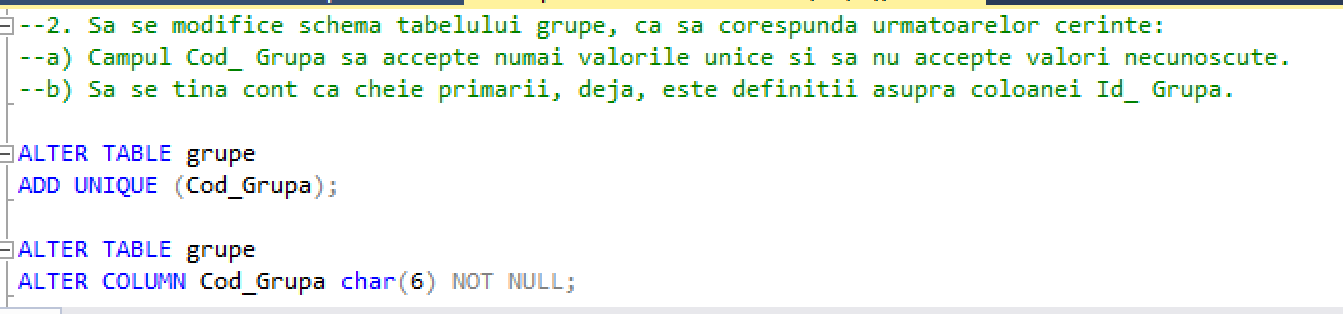 --2. Sa se modifice schema tabelului grupe, ca sa corespunda urmatoarelor cerinte:
--a) Campul Cod_ Grupa sa accepte numai valorile unice si sa nu accepte valori necunoscute.
--b) Sa se tina cont ca cheie primarii, deja, este definitii asupra coloanei Id_ Grupa.
ALTER TABLE grupe
ADD UNIQUE (Cod_Grupa);
ALTER TABLE grupe
ALTER COLUMN Cod_Grupa char(6) NOT NULL;